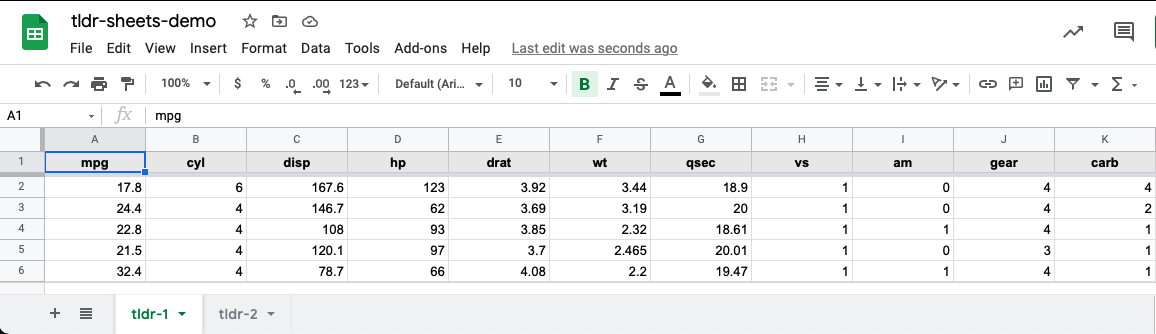 tldr-sheets-demo
File Edit View Insert Format Data Tools Add-ons Help Last edit was seconds ago
100% $ % .0 .00 123 Default (Ari... 10 B I S A Σ
A1 fx mpg
A B C D E F G H I J K
1 mpg cyl disp hp drat wt qsec vs am gear carb
2 17.8 6 167.6 123 3.92 3.44 18.9 1 0 4 4
3 24.4 4 146.7 62 3.69 3.19 20 1 0 4 2
4 22.8 4 108 93 3.85 2.32 18.61 1 1 4 1
5 21.5 4 120.1 97 3.7 2.465 20.01 1 0 3 1
6 32.4 4 78.7 66 4.08 2.2 19.47 1 1 4 1
+ tldr-1 tldr-2